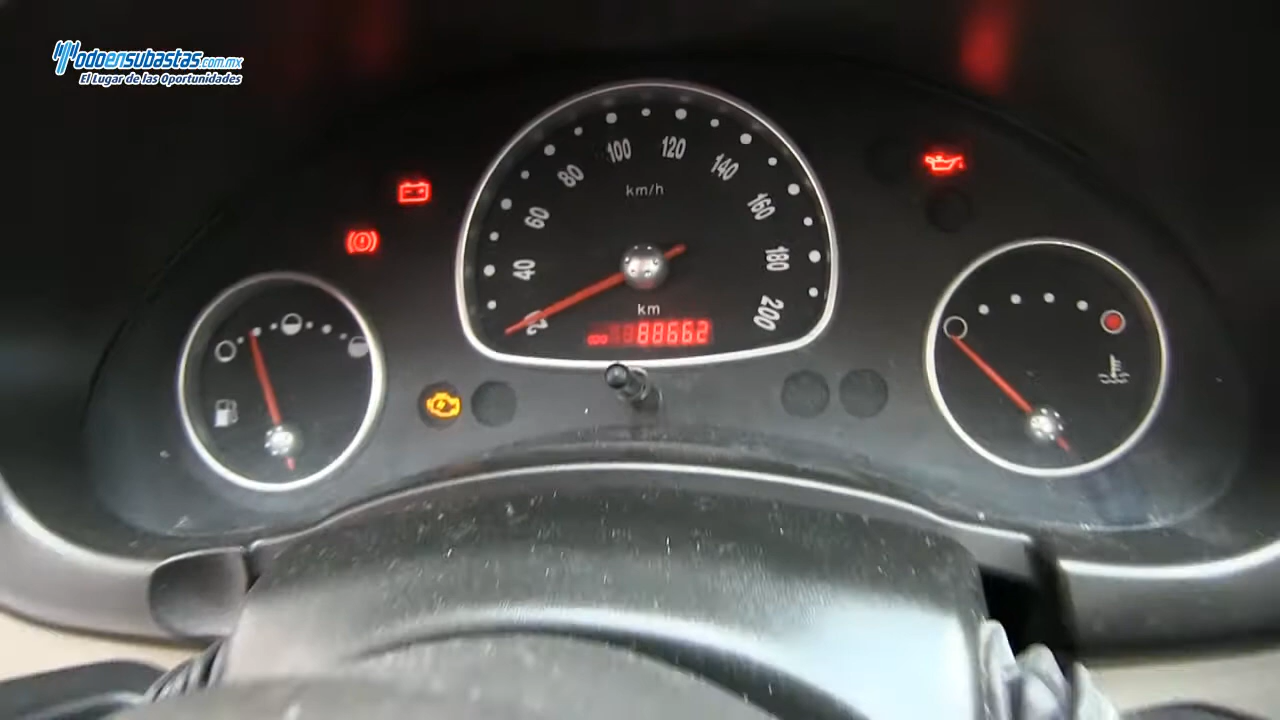 Todoensubastas.com.mx
El Lugar de las Oportunidades
100
120
80
140
km/h
60
160
40
180
km
20
200
88662